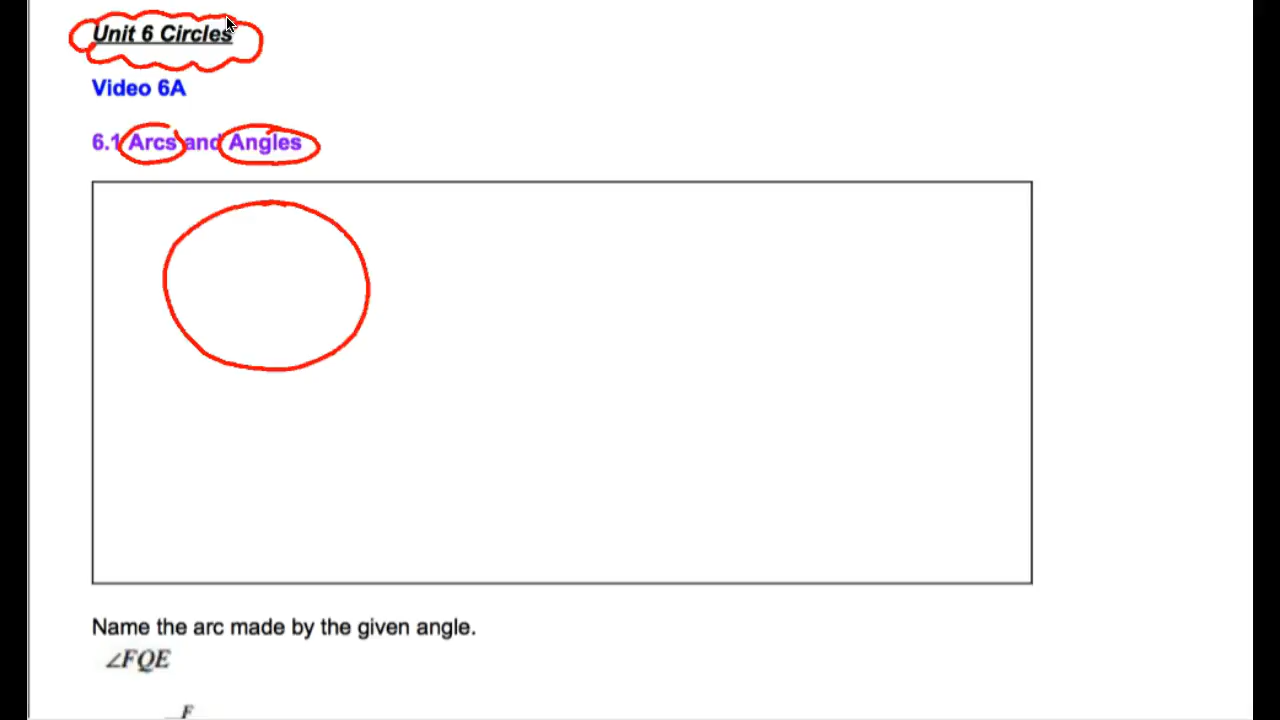 Unit 6 Circles
Video 6A
6.1 Arcs and Angles
Name the arc made by the given angle.
∠FQE
F